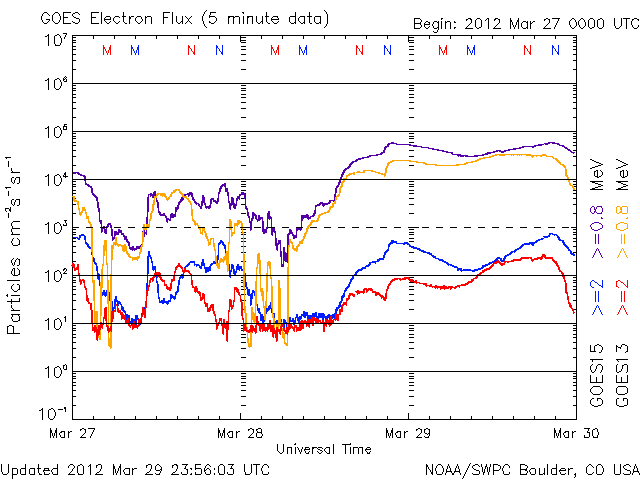 GOES Electron Flux (5 minute data)
Begin: 2012 Mar 27 0000 UTC
10⁷
M M N N M M N N M M N N
10⁶
10⁵
10⁴
10³
10²
10¹
10⁰
10⁻¹
Particles cm⁻²s⁻¹sr⁻¹
Mar 27 Mar 28 Mar 29 Mar 30
Universal Time
GOES15 >=2 >=0.8 MeV
GOES13 >=2 >=0.8 MeV
Updated 2012 Mar 29 23:56:03 UTC
NOAA/SWPC Boulder, CO USA